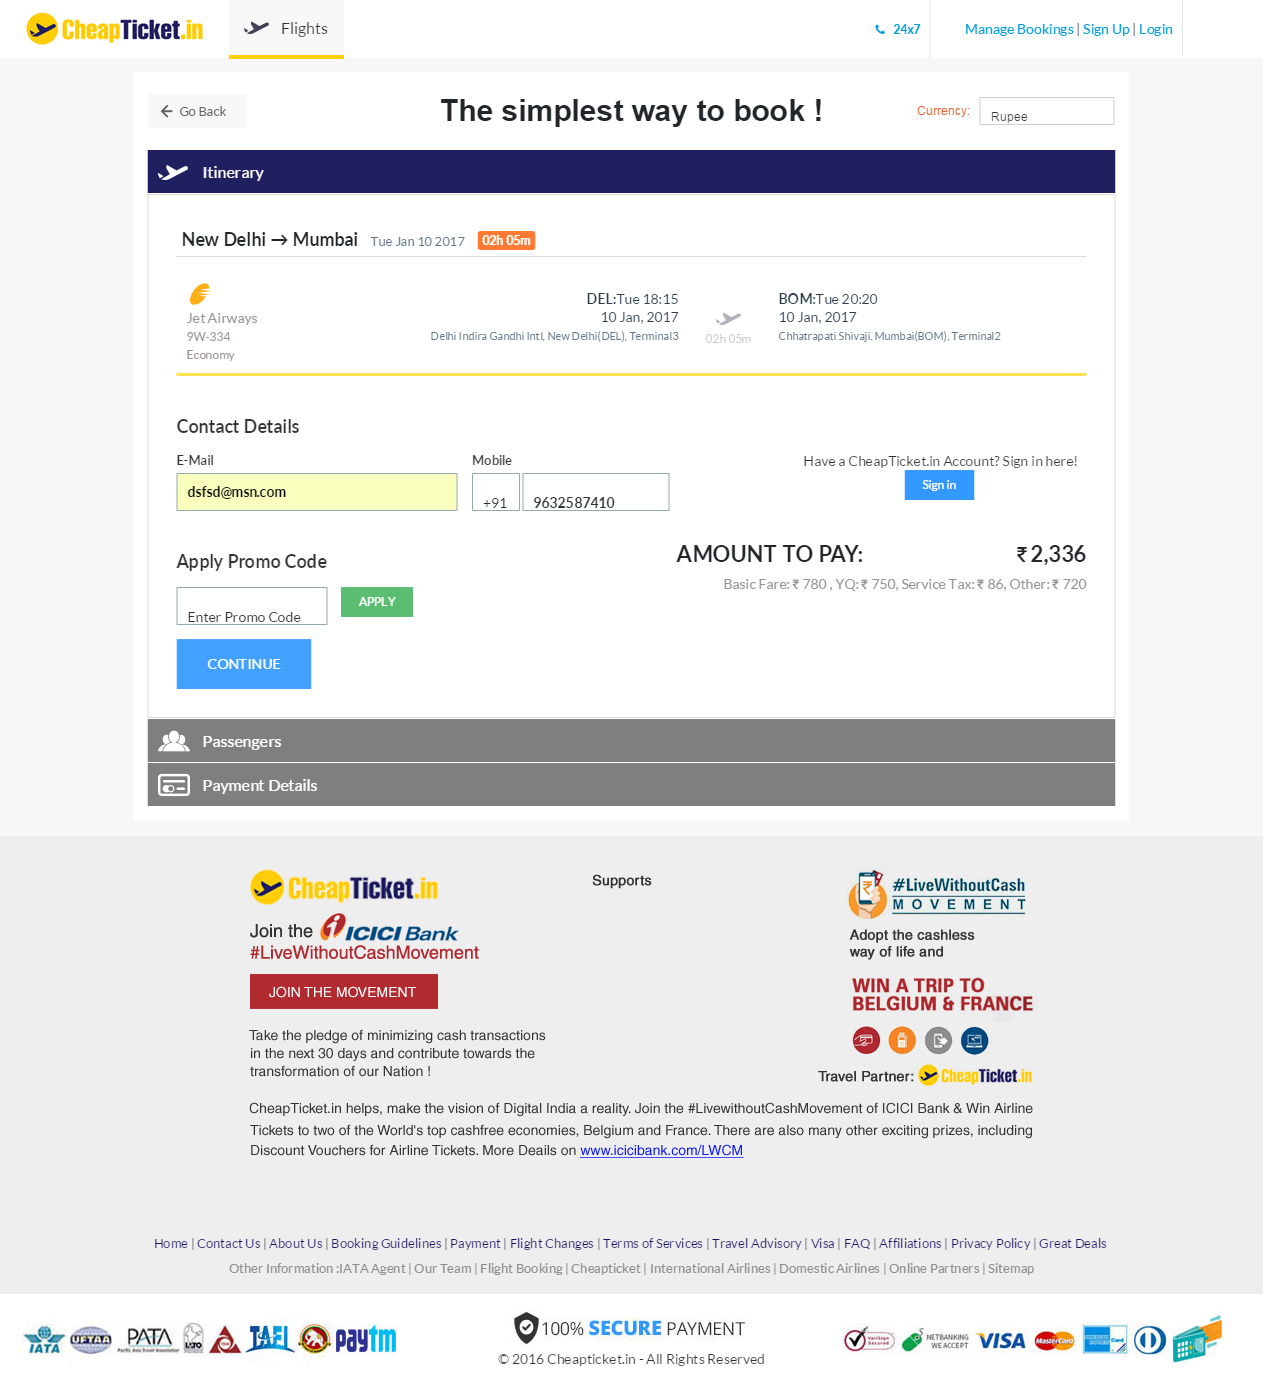 CheapTicket.in
Flights
24x7
Manage Bookings | Sign Up | Login
Go Back
The simplest way to book !
Currency:
Rupee
Itinerary
New Delhi → Mumbai Tue Jan 10 2017 02h 05m
Jet Airways
9W-334
Economy
DEL:Tue 18:15
10 Jan, 2017
Delhi Indira Gandhi Intl, New Delhi(DEL), Terminal3
02h 05m
BOM:Tue 20:20
10 Jan, 2017
Chhatrapati Shivaji, Mumbai(BOM), Terminal2
Contact Details
E-Mail
dsfsd@msn.com
Mobile
+91
9632587410
Have a CheapTicket.in Account? Sign in here!
Sign in
Apply Promo Code
Enter Promo Code
APPLY
AMOUNT TO PAY: ₹ 2,336
Basic Fare: ₹ 780 , YQ: ₹ 750, Service Tax: ₹ 86, Other: ₹ 720
CONTINUE
Passengers
Payment Details
CheapTicket.in
Join the ICICI Bank
#LiveWithoutCashMovement
JOIN THE MOVEMENT
Take the pledge of minimizing cash transactions
in the next 30 days and contribute towards the
transformation of our Nation !
Supports
#LiveWithoutCash
MOVEMENT
Adopt the cashless
way of life and
WIN A TRIP TO
BELGIUM & FRANCE
Travel Partner: CheapTicket.in
CheapTicket.in helps, make the vision of Digital India a reality. Join the #LivewithoutCashMovement of ICICI Bank & Win Airline
Tickets to two of the World's top cashfree economies, Belgium and France. There are also many other exciting prizes, including
Discount Vouchers for Airline Tickets. More Deails on www.icicibank.com/LWCM
Home | Contact Us | About Us | Booking Guidelines | Payment | Flight Changes | Terms of Services | Travel Advisory | Visa | FAQ | Affiliations | Privacy Policy | Great Deals
Other Information :IATA Agent | Our Team | Flight Booking | Cheapticket | International Airlines | Domestic Airlines | Online Partners | Sitemap
IATA
UFTAA
PATA
Pacific Asia Travel Association
paytm
100% SECURE PAYMENT
© 2016 Cheapticket.in - All Rights Reserved
VeriSign
Secured
NETBANKING
WE ACCEPT
VISA
MasterCard